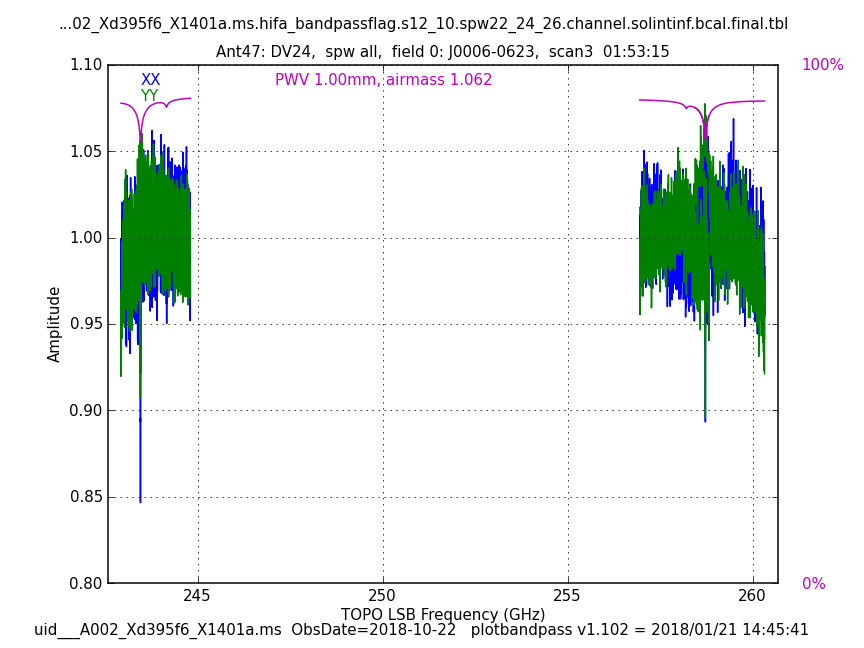 ...02_Xd395f6_X1401a.ms.hifa_bandpassflag.s12_10.spw22_24_26.channel.solintinf.bcal.final.tbl
Ant47: DV24,  spw all,  field 0: J0006-0623,  scan3  01:53:15
1.10
XX
PWV 1.00mm, airmass 1.062
100%
YY
1.05
1.00
0.95
Amplitude
0.90
0.85
0.80
0%
245
250
255
260
TOPO LSB Frequency (GHz)
uid___A002_Xd395f6_X1401a.ms  ObsDate=2018-10-22   plotbandpass v1.102 = 2018/01/21 14:45:41